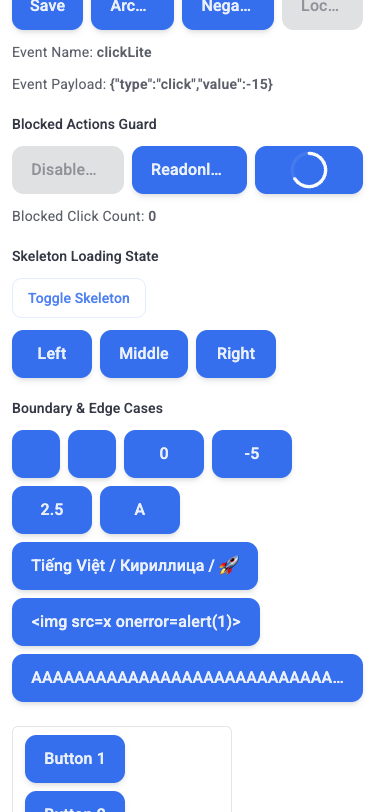 Save Arc… Nega… Loc…
Event Name: clickLite
Event Payload: {"type":"click","value":-15}
Blocked Actions Guard
Disable… Readonl…
Blocked Click Count: 0
Skeleton Loading State
Toggle Skeleton
Left Middle Right
Boundary & Edge Cases
0 -5
2.5 A
Tiếng Việt / Кириллица / 🚀
<img src=x onerror=alert(1)>
AAAAAAAAAAAAAAAAAAAAAAAAAAAA…
Button 1